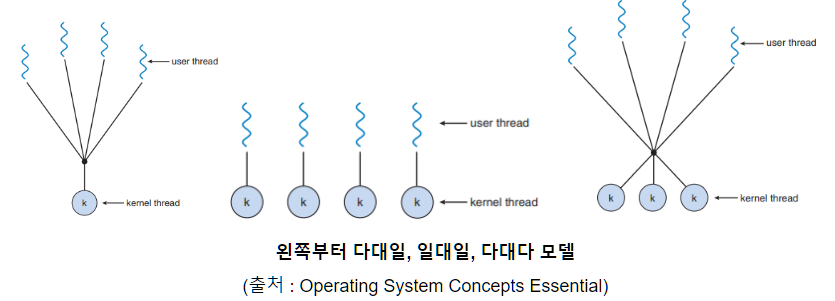 user thread
k
kernel thread
user thread
k k k k
kernel thread
user thread
k k k
kernel thread
왼쪽부터 다대일, 일대일, 다대다 모델
(출처 : Operating System Concepts Essential)